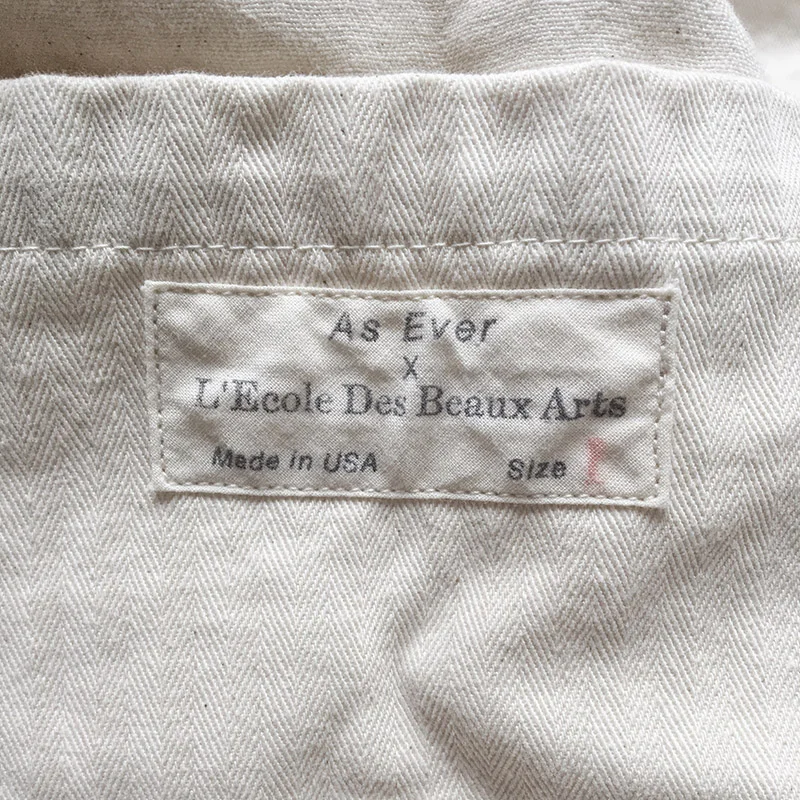 As Ever
X
L'Ecole Des Beaux Arts
Made in USA Size